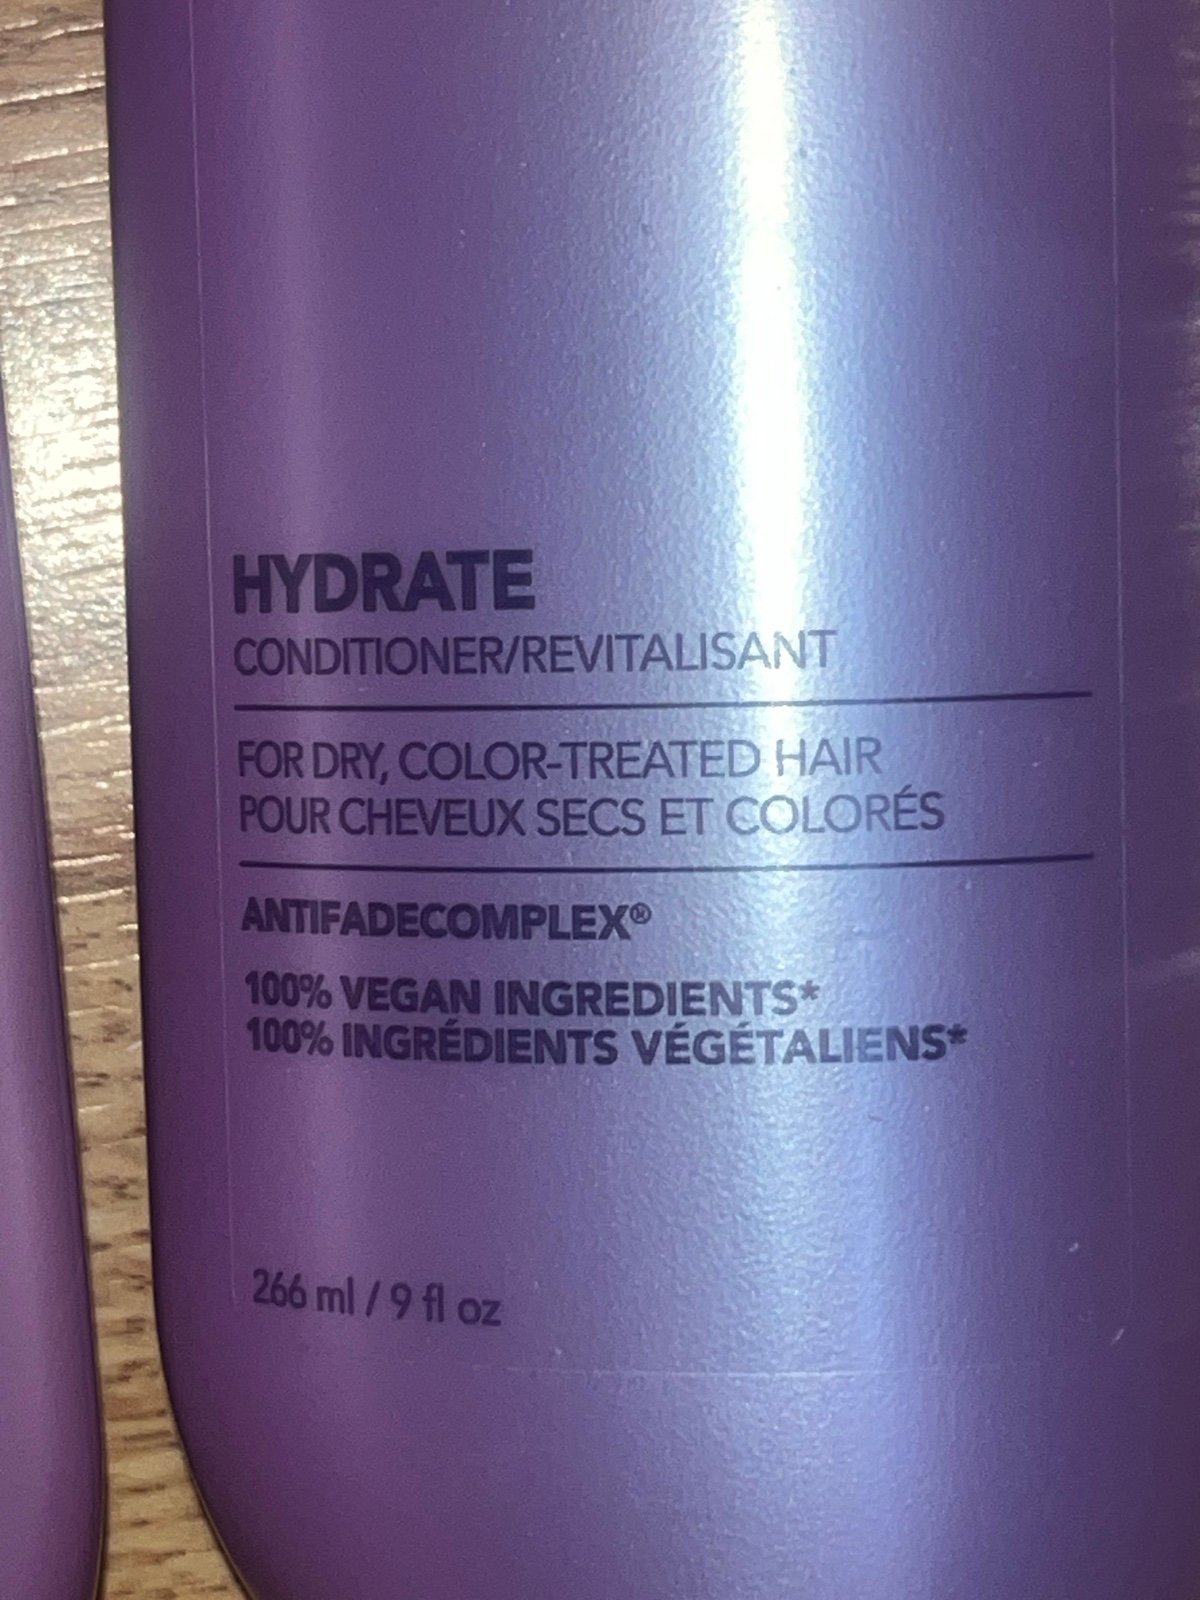 HYDRATE
CONDITIONER/REVITALISANT
FOR DRY, COLOR-TREATED HAIR
POUR CHEVEUX SECS ET COLORÉS
ANTIFADECOMPLEX®
100% VEGAN INGREDIENTS*
100% INGRÉDIENTS VÉGÉTALIENS*
266 ml / 9 fl oz